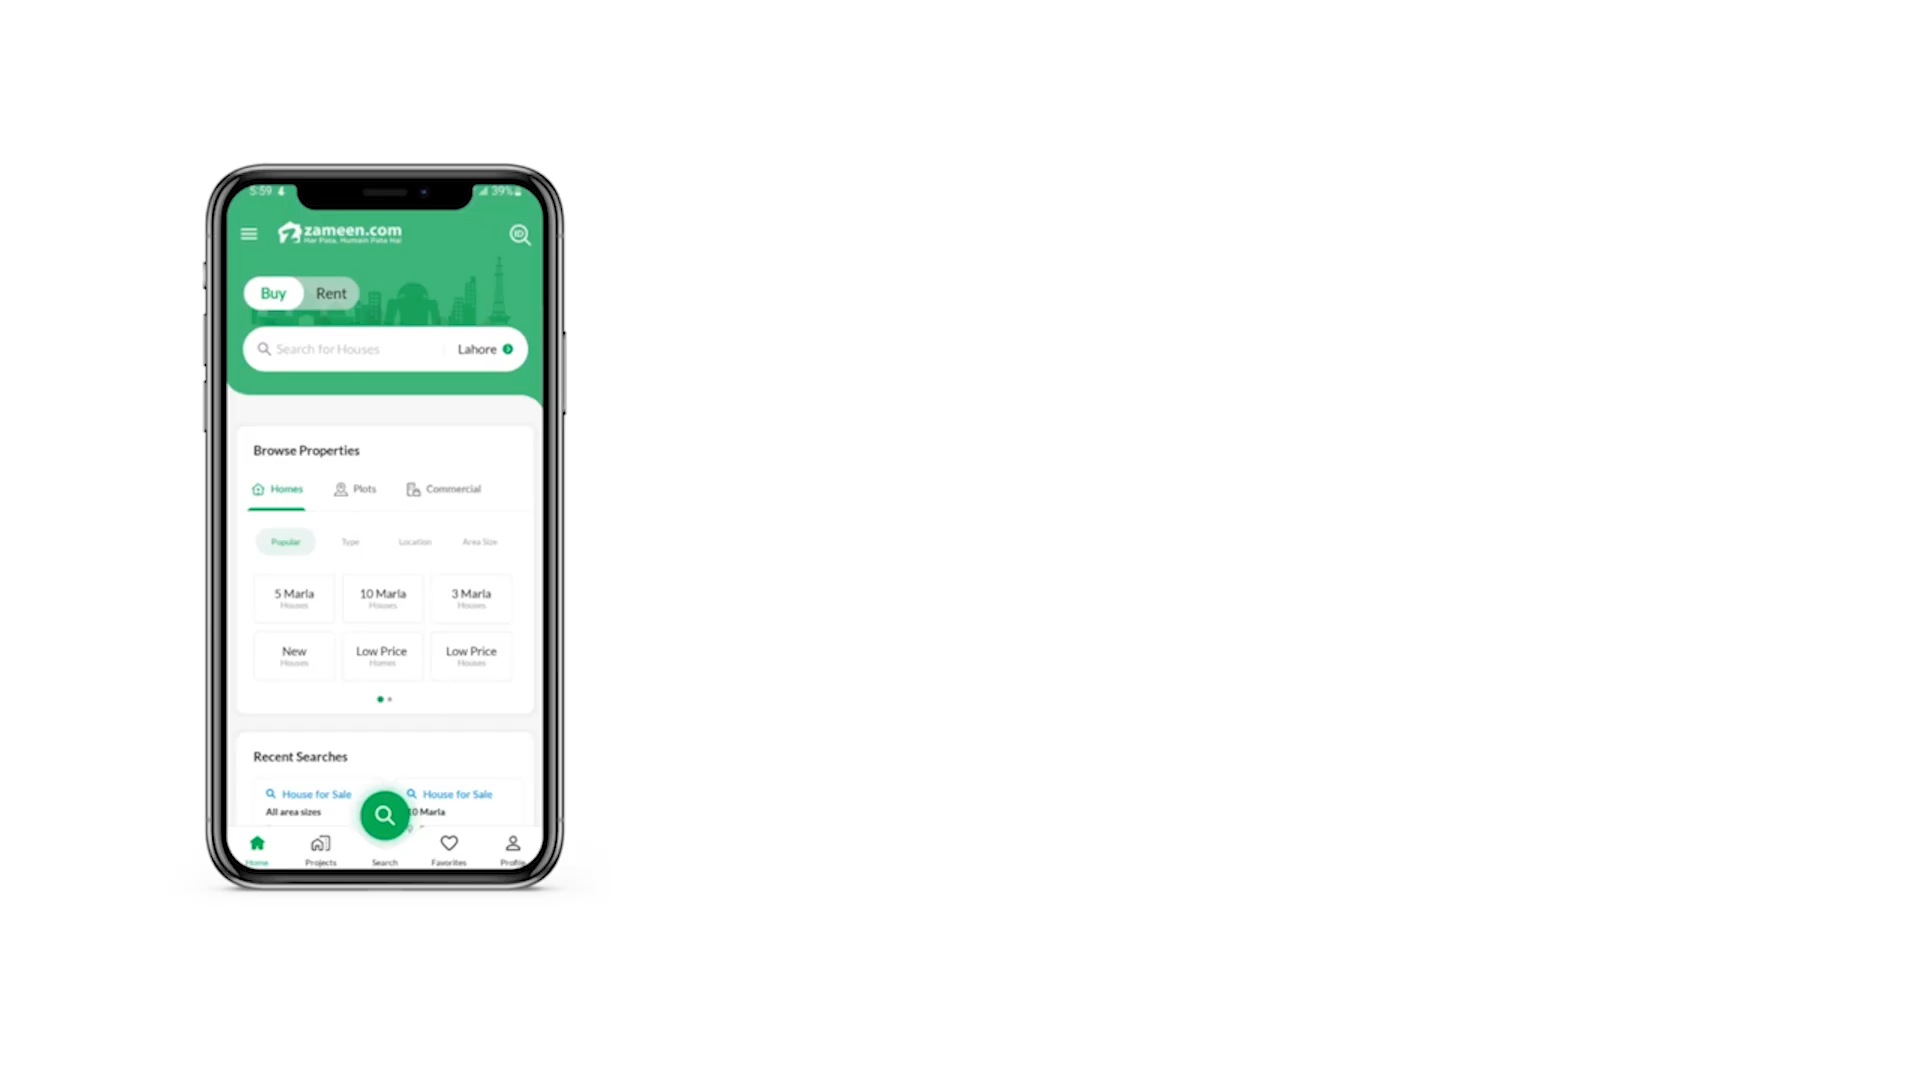 5:59 39%
zameen.com
Har Pata, Humain Pata Hai
Buy Rent
Search for Houses Lahore
Browse Properties
Homes Plots Commercial
Popular Type Location Area Size
5 Marla 10 Marla 3 Marla
Houses Houses Houses
New Low Price Low Price
Houses Homes Houses
Recent Searches
House for Sale House for Sale
All area sizes 10 Marla
Home Projects Search Favorites Profile